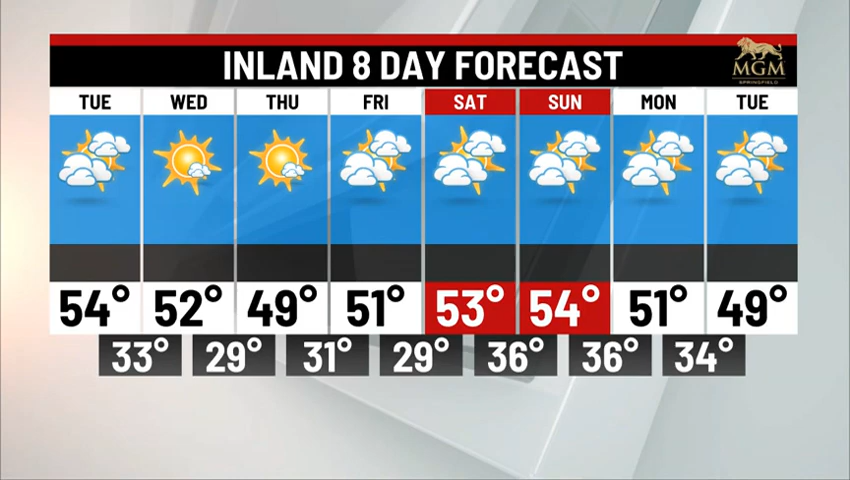 INLAND 8 DAY FORECAST
MGM
SPRINGFIELD
TUE WED THU FRI SAT SUN MON TUE
54° 52° 49° 51° 53° 54° 51° 49°
33° 29° 31° 29° 36° 36° 34°